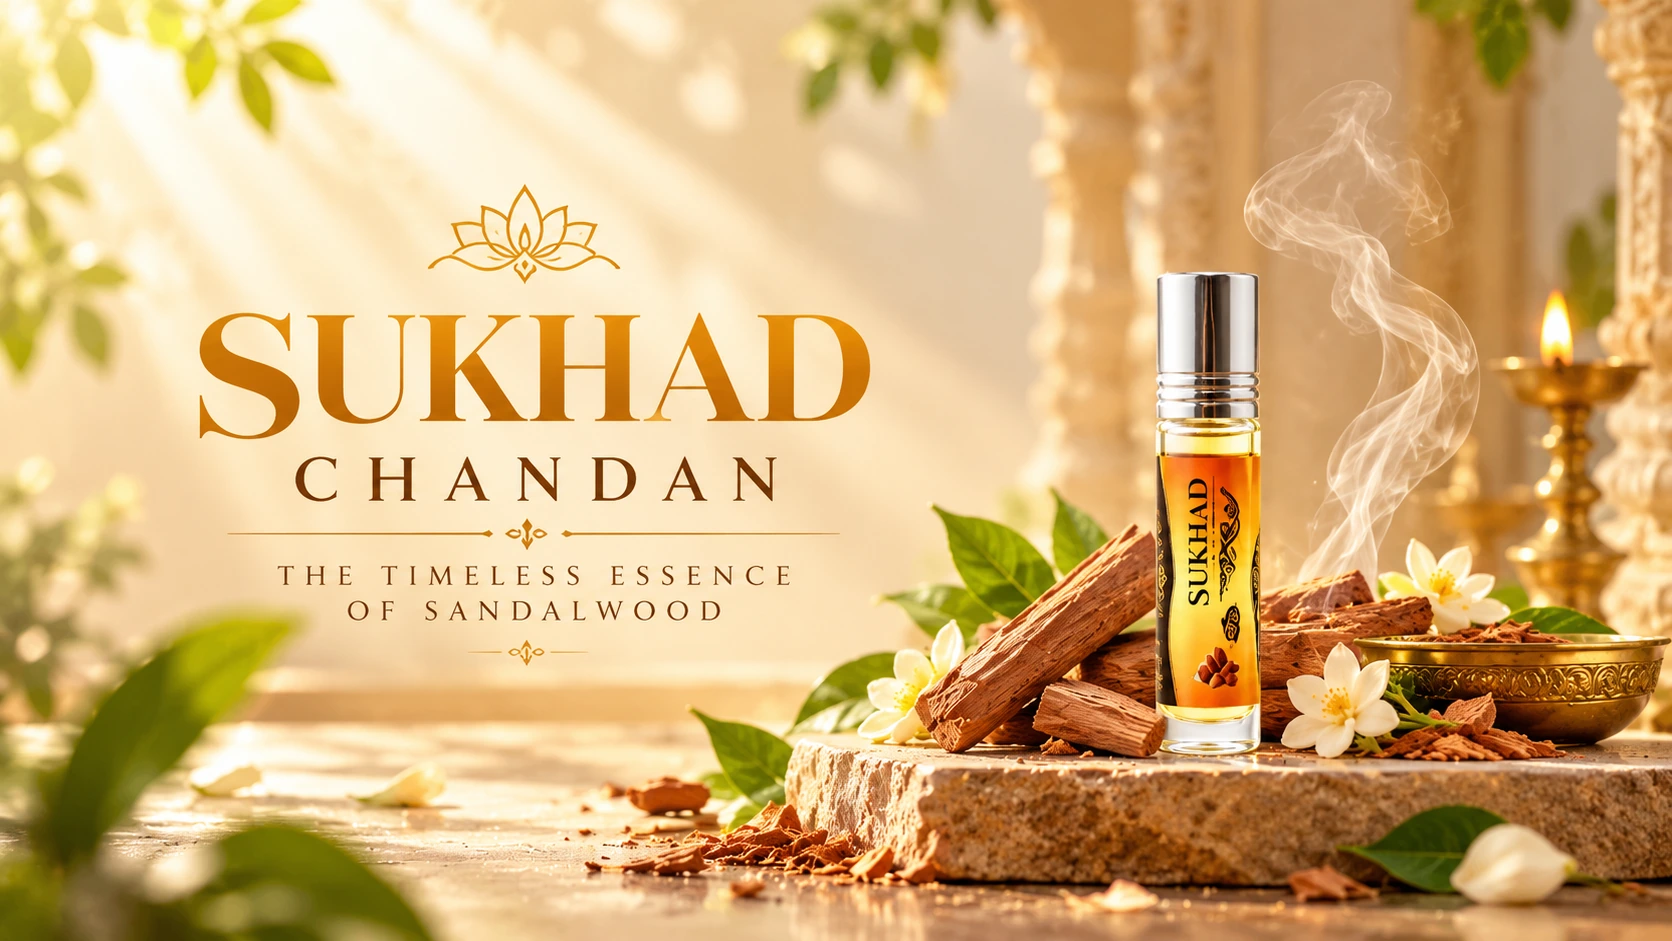 SUKHAD
CHANDAN
THE TIMELESS ESSENCE
OF SANDALWOOD
SUKHAD